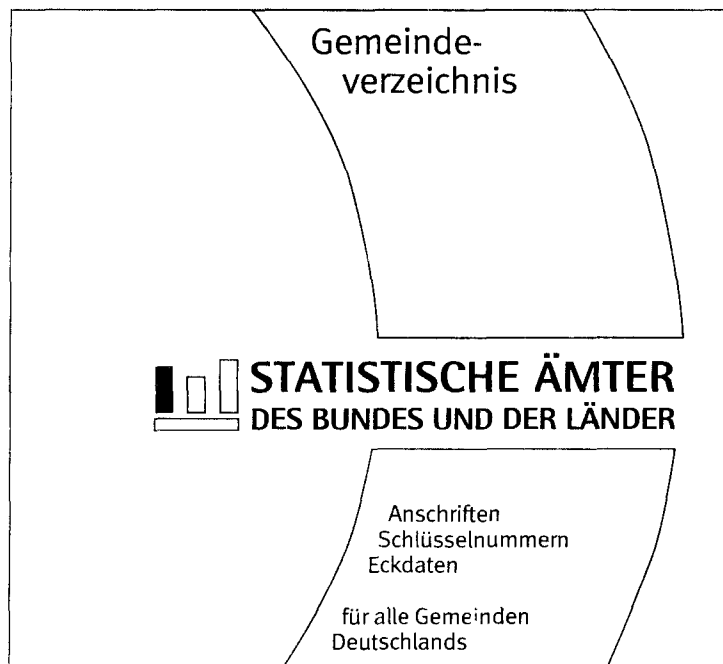 Gemeinde-
verzeichnis
STATISTISCHE ÄMTER
DES BUNDES UND DER LÄNDER
Anschriften
Schlüsselnummern
Eckdaten
für alle Gemeinden
Deutschlands